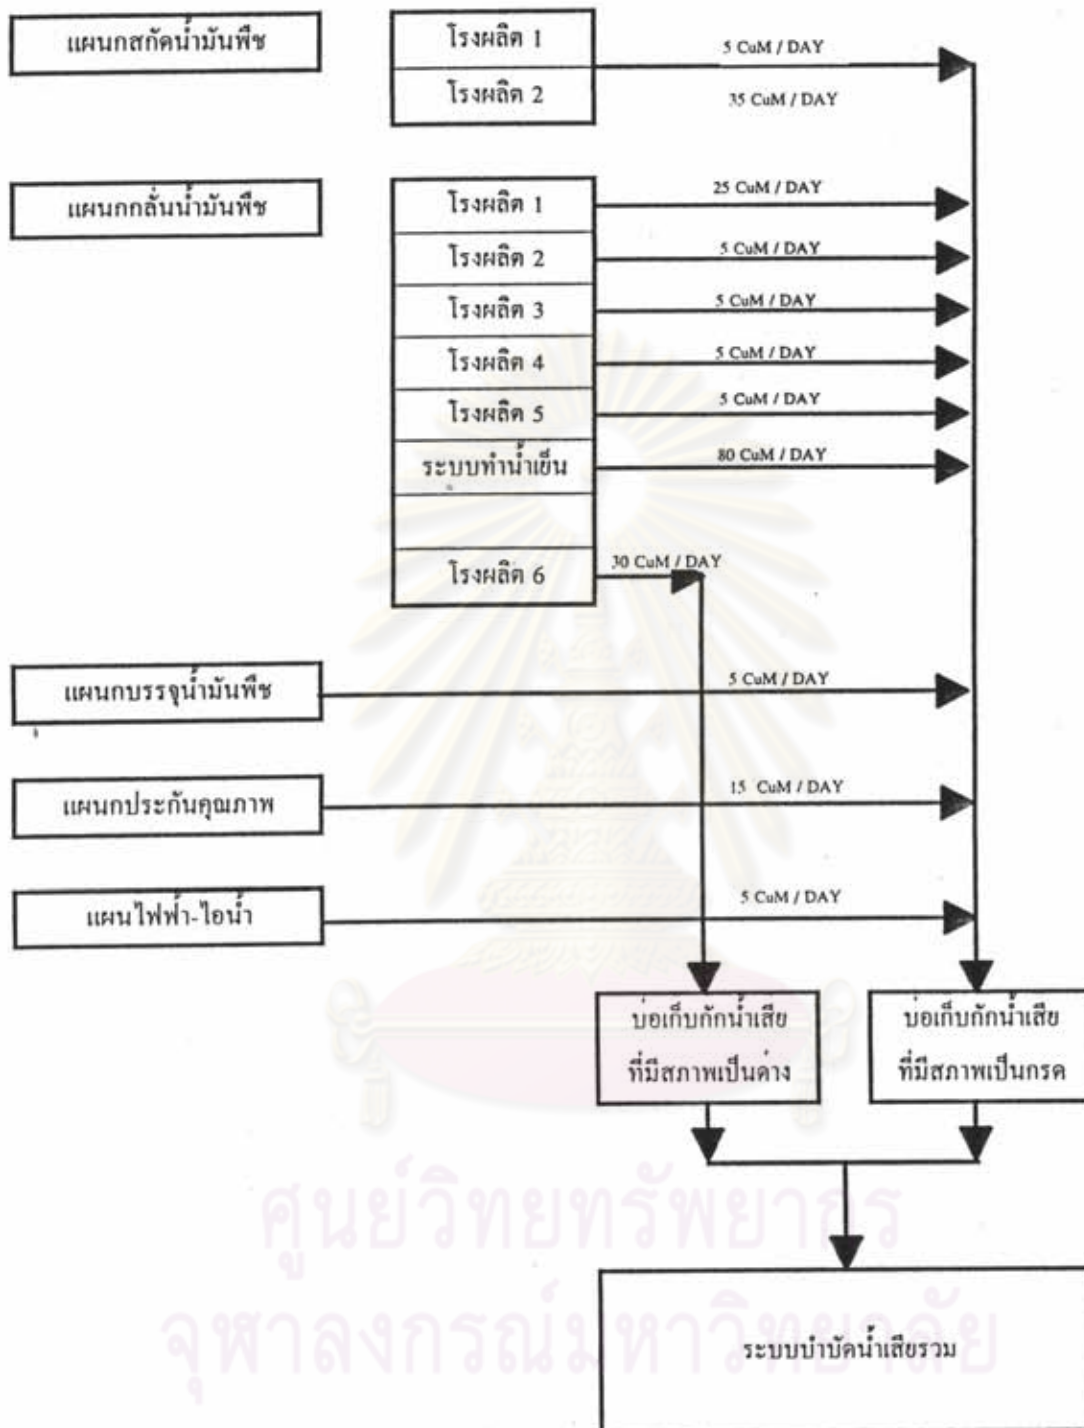 แผนกสกัดน้ำมันพืช
โรงผลิต 1
5 CuM / DAY
โรงผลิต 2
35 CuM / DAY
แผนกกลั่นน้ำมันพืช
โรงผลิต 1
25 CuM / DAY
โรงผลิต 2
5 CuM / DAY
โรงผลิต 3
5 CuM / DAY
โรงผลิต 4
5 CuM / DAY
โรงผลิต 5
5 CuM / DAY
ระบบทำน้ำเย็น
80 CuM / DAY
โรงผลิต 6
30 CuM / DAY
แผนกบรรจุน้ำมันพืช
5 CuM / DAY
แผนกประกันคุณภาพ
15 CuM / DAY
แผนไฟฟ้า-ไอน้ำ
5 CuM / DAY
บ่อเก็บกักน้ำเสีย
ที่มีสภาพเป็นด่าง
บ่อเก็บกักน้ำเสีย
ที่มีสภาพเป็นกรด
ศูนย์วิทยทรัพยากร
จุฬาลงกรณ์มหาวิทยาลัย
ระบบบำบัดน้ำเสียรวม